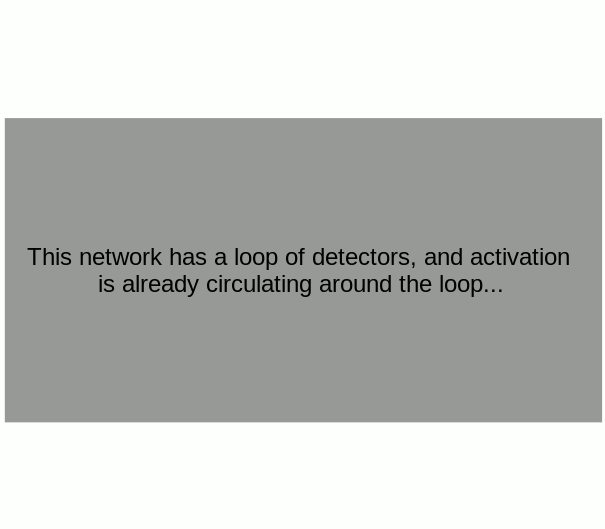 This network has a loop of detectors, and activation
is already circulating around the loop...